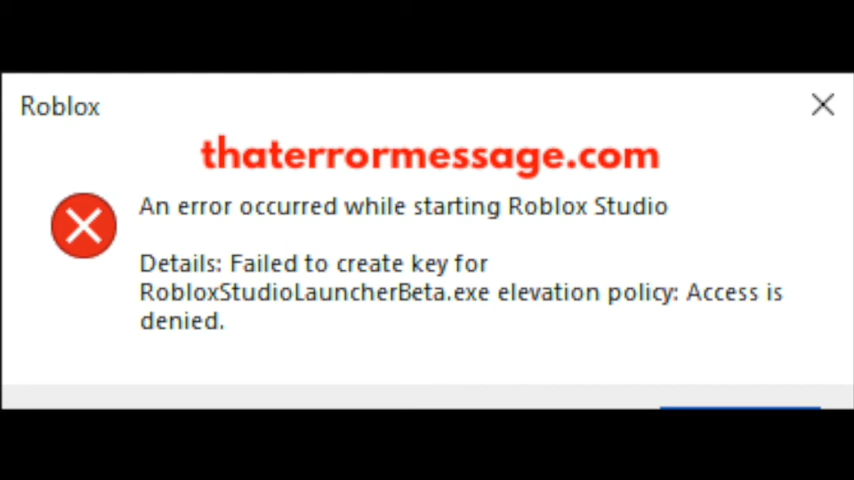 Roblox
thaterrormessage.com
An error occurred while starting Roblox Studio
Details: Failed to create key for
RobloxStudioLauncherBeta.exe elevation policy: Access is
denied.